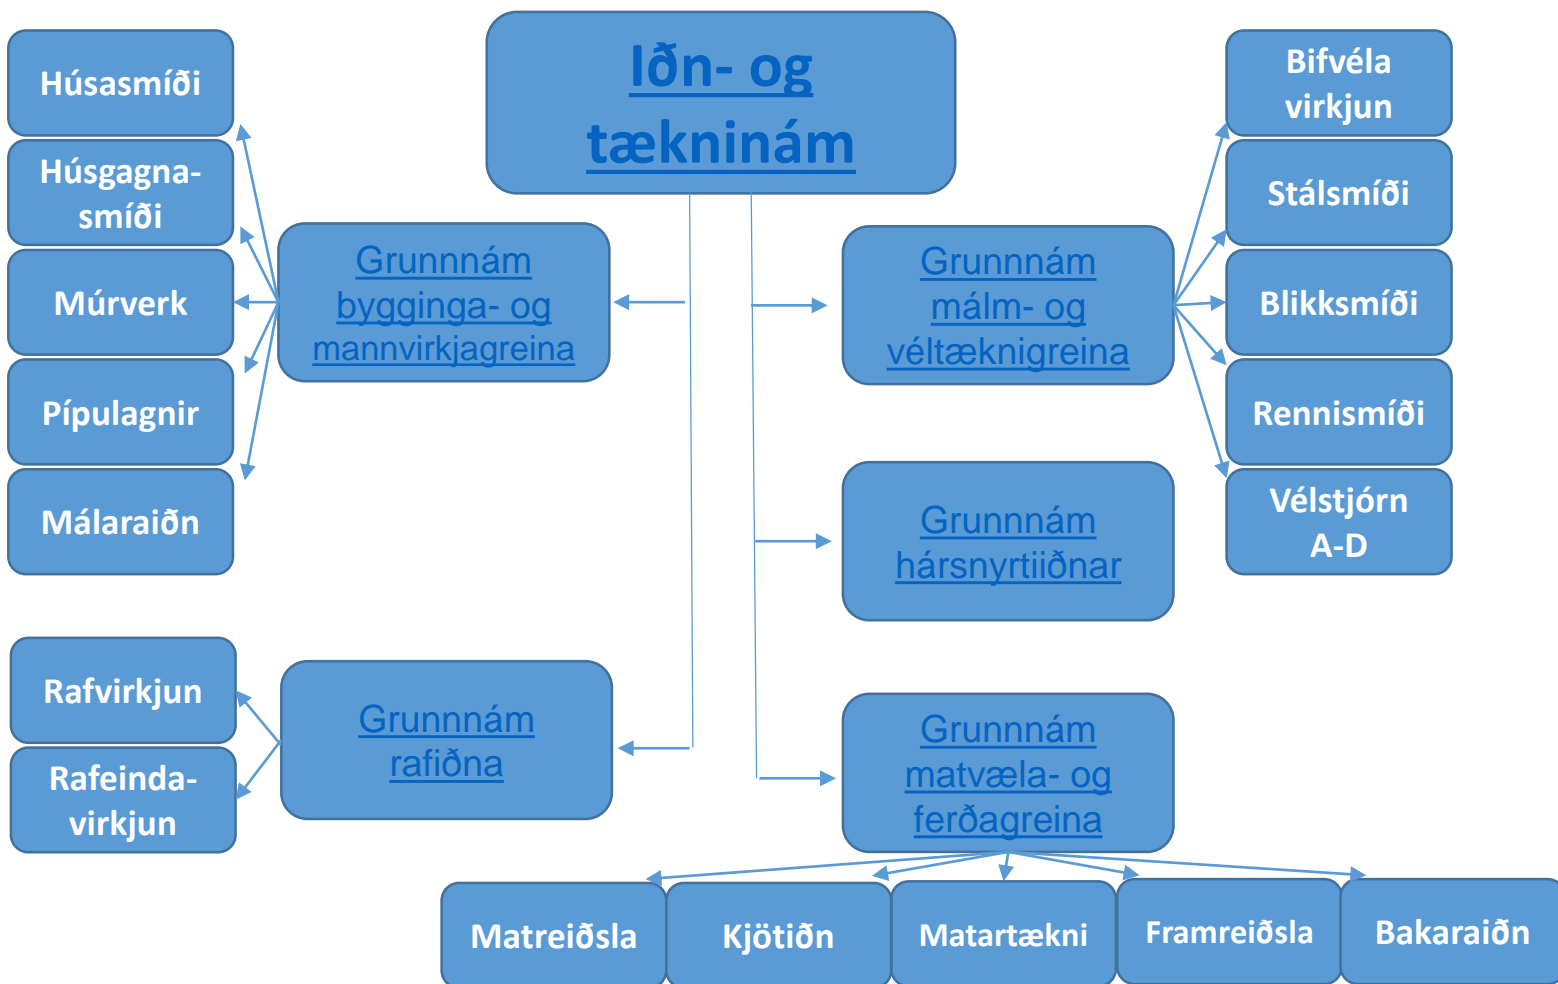 Iðn- og
tækninám
Húsasmíði
Húsgagna-
smíði
Múrverk
Pípulagnir
Málaraiðn
Grunnnám
bygginga- og
mannvirkjagreina
Grunnnám
málm- og
véltæknigreina
Bifvéla
virkjun
Stálsmíði
Blikksmíði
Rennismíði
Vélstjórn
A-D
Grunnnám
hársnyrtiiðnar
Rafvirkjun
Rafeinda-
virkjun
Grunnnám
rafiðna
Grunnnám
matvæla- og
ferðagreina
Matreiðsla
Kjötiðn
Matartækni
Framreiðsla
Bakaraiðn